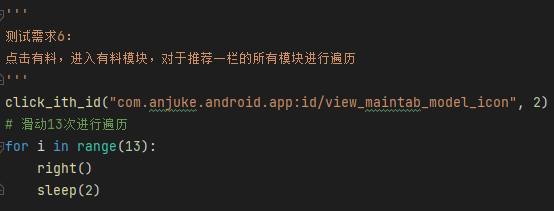 '''
测试需求6:
点击有料，进入有料模块，对于推荐一栏的所有模块进行遍历
'''
click_ith_id("com.anjuke.android.app:id/view_maintab_model_icon", 2)
# 滑动13次进行遍历
for i in range(13):
    right()
    sleep(2)